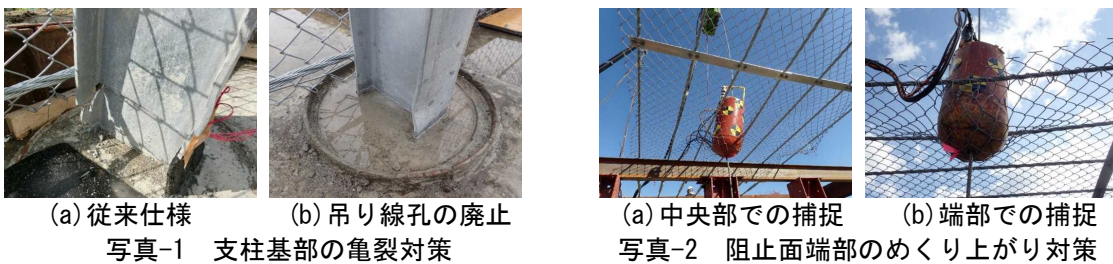 (a)従来仕様
(b)吊り線孔の廃止
写真-1 支柱基部の亀裂対策
(a)中央部での捕捉
(b)端部での捕捉
写真-2 阻止面端部のめくり上がり対策